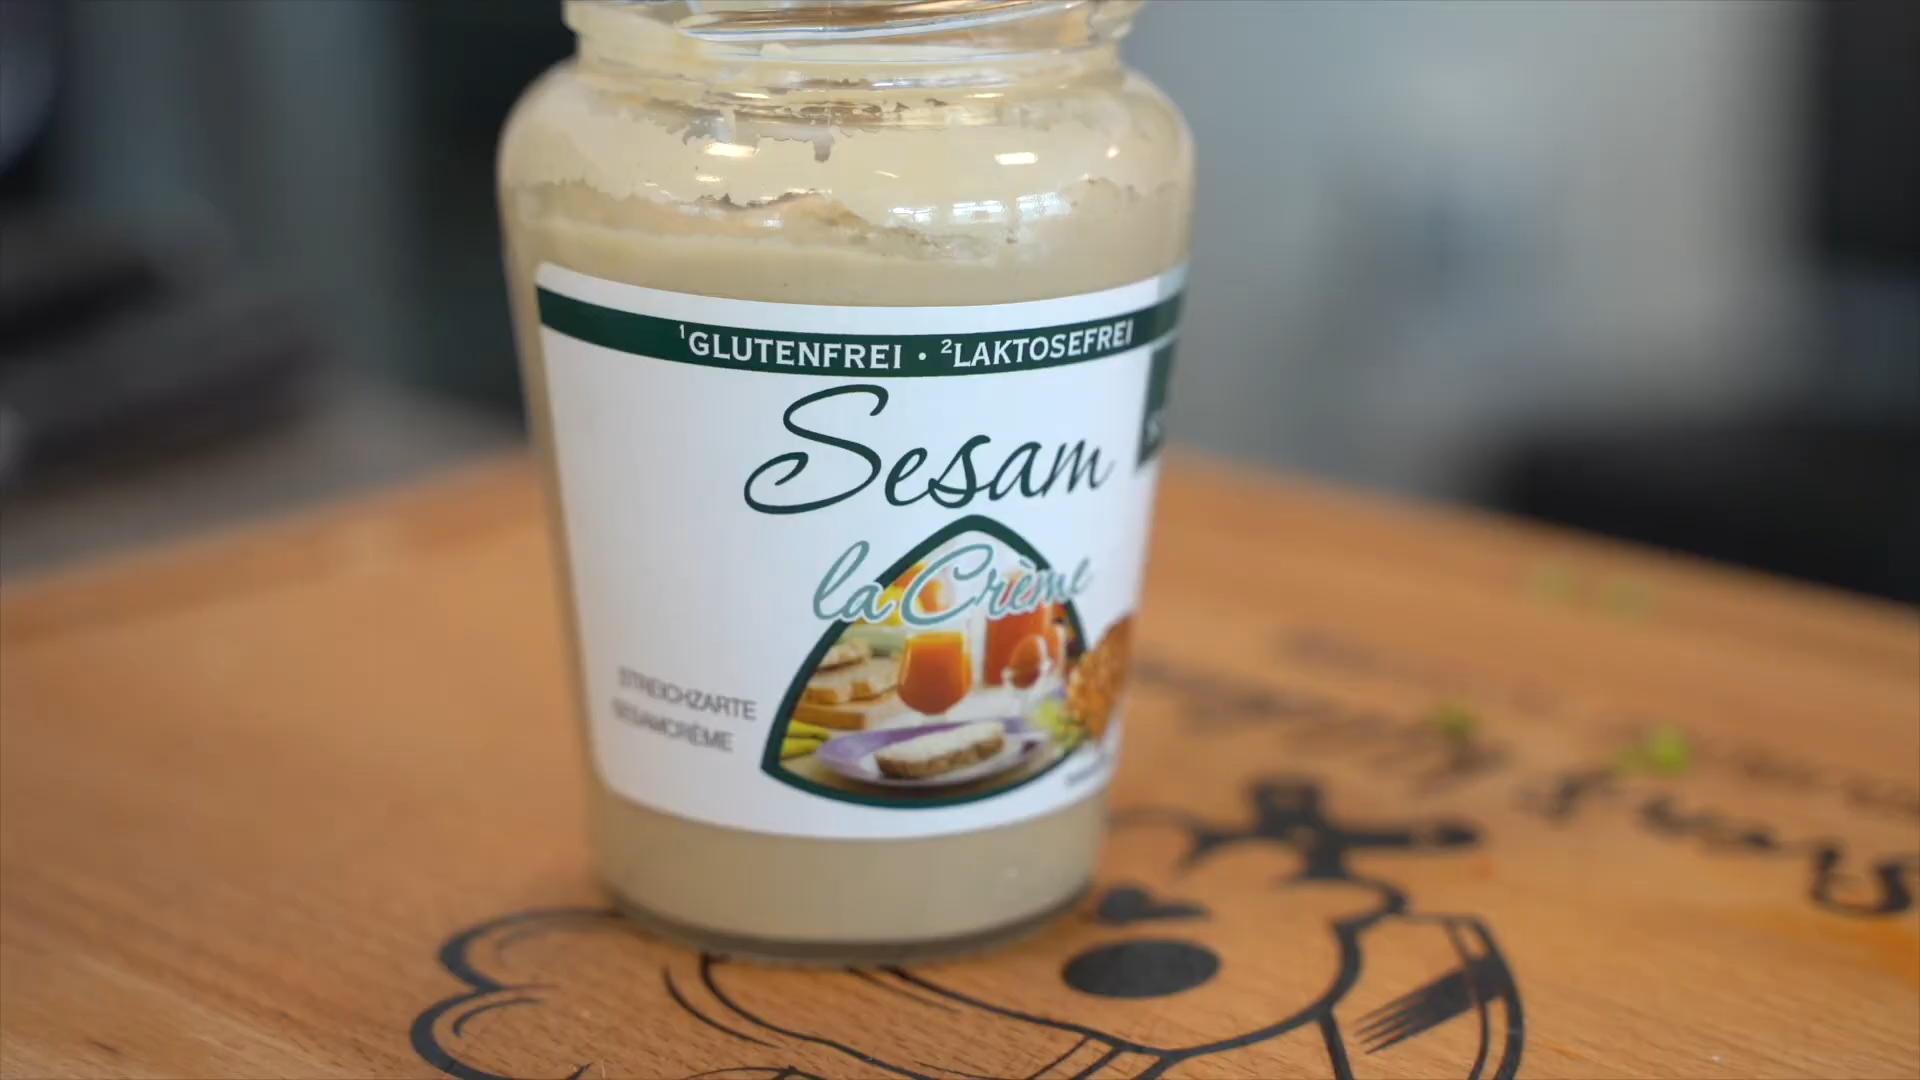 ¹GLUTENFREI • ²LAKTOSEFREI
Sesam
la Crème
STREICHZARTE
SESAMCRÈME